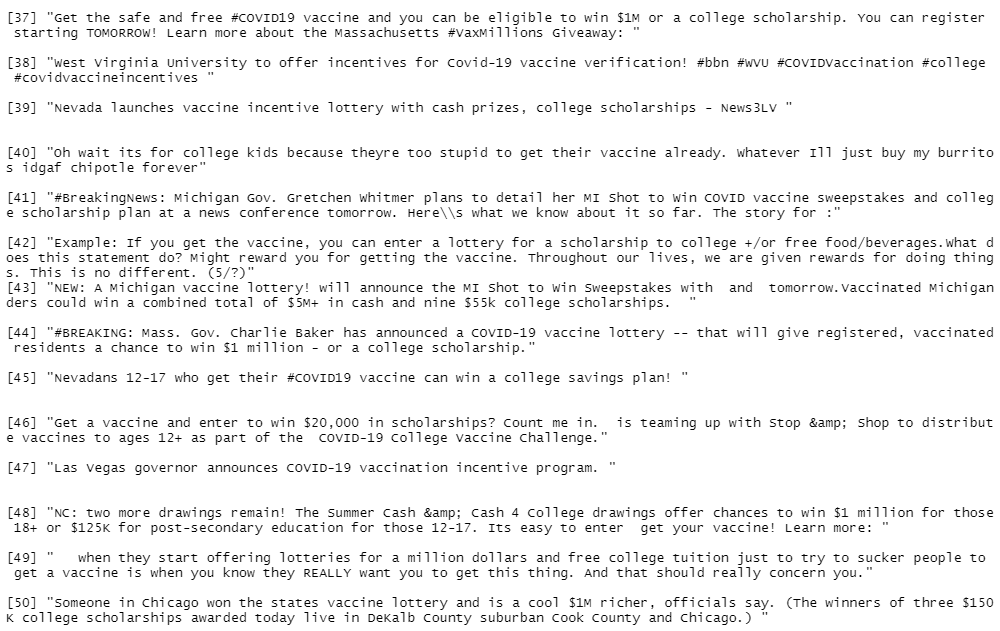 [37] "Get the safe and free #COVID19 vaccine and you can be eligible to win $1M or a college scholarship. You can register
starting TOMORROW! Learn more about the Massachusetts #VaxMillions Giveaway: "
[38] "West Virginia University to offer incentives for Covid-19 vaccine verification! #bbn #WVU #COVIDVaccination #college
#covidvaccineincentives "
[39] "Nevada launches vaccine incentive lottery with cash prizes, college scholarships - News3LV "
[40] "Oh wait its for college kids because theyre too stupid to get their vaccine already. Whatever Ill just buy my burrito
s idgaf chipotle forever"
[41] "#BreakingNews: Michigan Gov. Gretchen Whitmer plans to detail her MI Shot to Win COVID vaccine sweepstakes and colleg
e scholarship plan at a news conference tomorrow. Here\\s what we know about it so far. The story for :"
[42] "Example: If you get the vaccine, you can enter a lottery for a scholarship to college +/or free food/beverages.What d
oes this statement do? Might reward you for getting the vaccine. Throughout our lives, we are given rewards for doing thing
s. This is no different. (5/?)"
[43] "NEW: A Michigan vaccine lottery! will announce the MI Shot to Win Sweepstakes with  and  tomorrow.Vaccinated Michigan
ders could win a combined total of $5M+ in cash and nine $55k college scholarships.  "
[44] "#BREAKING: Mass. Gov. Charlie Baker has announced a COVID-19 vaccine lottery -- that will give registered, vaccinated
residents a chance to win $1 million - or a college scholarship."
[45] "Nevadans 12-17 who get their #COVID19 vaccine can win a college savings plan! "
[46] "Get a vaccine and enter to win $20,000 in scholarships? Count me in.  is teaming up with Stop &amp; Shop to distribut
e vaccines to ages 12+ as part of the  COVID-19 College Vaccine Challenge."
[47] "Las Vegas governor announces COVID-19 vaccination incentive program. "
[48] "NC: two more drawings remain! The Summer Cash &amp; Cash 4 College drawings offer chances to win $1 million for those
18+ or $125K for post-secondary education for those 12-17. Its easy to enter  get your vaccine! Learn more: "
[49] "   when they start offering lotteries for a million dollars and free college tuition just to try to sucker people to
get a vaccine is when you know they REALLY want you to get this thing. And that should really concern you."
[50] "Someone in Chicago won the states vaccine lottery and is a cool $1M richer, officials say. (The winners of three $150
K college scholarships awarded today live in DeKalb County suburban Cook County and Chicago.) "